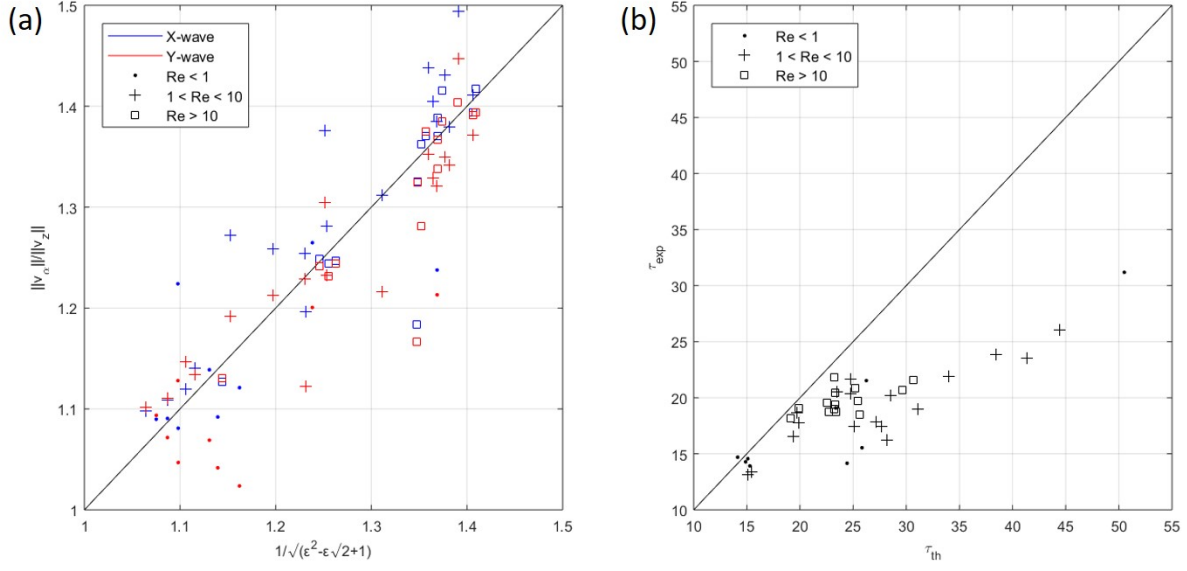 (a)
X-wave
Y-wave
Re < 1
1 < Re < 10
Re > 10
||v_α||/||v_z||
1.5
1.4
1.3
1.2
1.1
1
1 1.1 1.2 1.3 1.4 1.5
1/√(ε²-ε√2+1)
(b)
Re < 1
1 < Re < 10
Re > 10
τ_exp
55
50
45
40
35
30
25
20
15
10
10 15 20 25 30 35 40 45 50 55
τ_th